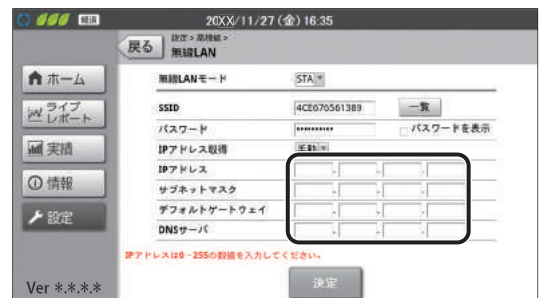 経済
20XX/11/27 (金) 16:35
戻る
設定 > 高機能 >
無線LAN
ホーム
ライブ
レポート
実績
情報
設定
Ver *.*.*.*
無線LANモード STA
SSID 4CE676561389 一覧
パスワード ********** パスワードを表示
IPアドレス取得 手動
IPアドレス . . .
サブネットマスク . . .
デフォルトゲートウェイ . . .
DNSサーバ . . .
IPアドレスは0 - 255の数値を入力してください。
決定